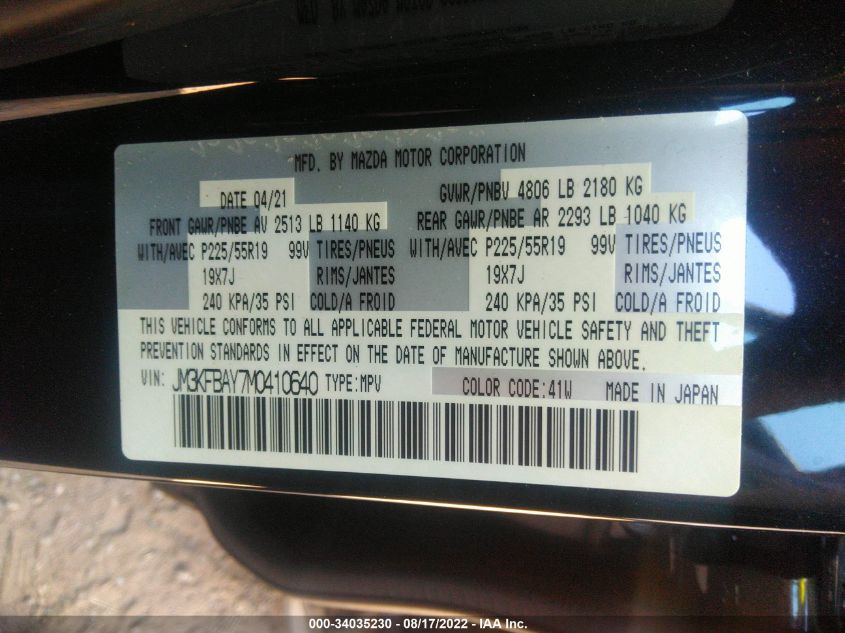 MFD. BY MAZDA MOTOR CORPORATION
DATE 04/21
GVWR/PNBV 4806 LB 2180 KG
FRONT GAWR/PNBE AV 2513 LB 1140 KG
REAR GAWR/PNBE AR 2293 LB 1040 KG
WITH/AVEC P225/55R19 99V TIRES/PNEUS
WITH/AVEC P225/55R19 99V TIRES/PNEUS
19X7J RIMS/JANTES
19X7J RIMS/JANTES
240 KPA/35 PSI COLD/A FROID
240 KPA/35 PSI COLD/A FROID
THIS VEHICLE CONFORMS TO ALL APPLICABLE FEDERAL MOTOR VEHICLE SAFETY AND THEFT
PREVENTION STANDARDS IN EFFECT ON THE DATE OF MANUFACTURE SHOWN ABOVE.
VIN: JM3KFBAY7M0410640 TYPE:MPV
COLOR CODE:41W MADE IN JAPAN
000-34035230 - 08/17/2022 - IAA Inc.